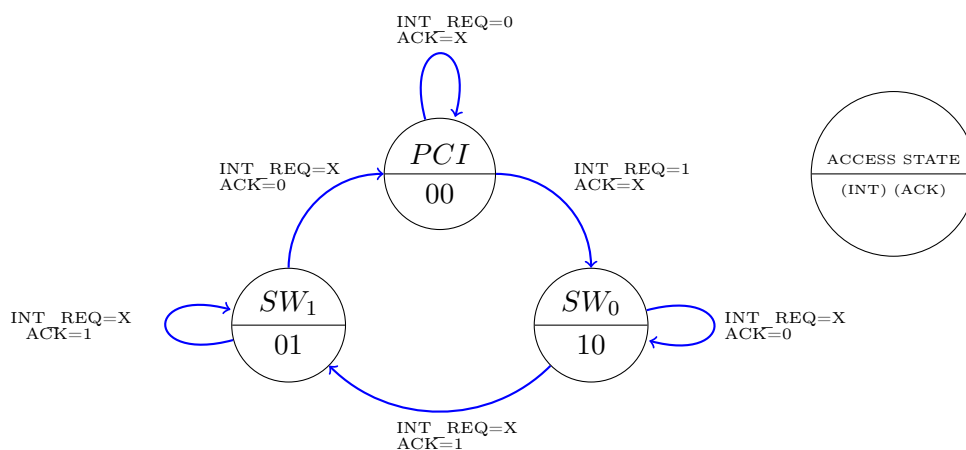 INT_REQ=0
ACK=X
PCI
00
INT_REQ=X
ACK=0
INT_REQ=1
ACK=X
ACCESS STATE
(INT) (ACK)
SW₁
01
INT_REQ=X
ACK=1
SW₀
10
INT_REQ=X
ACK=0
INT_REQ=X
ACK=1